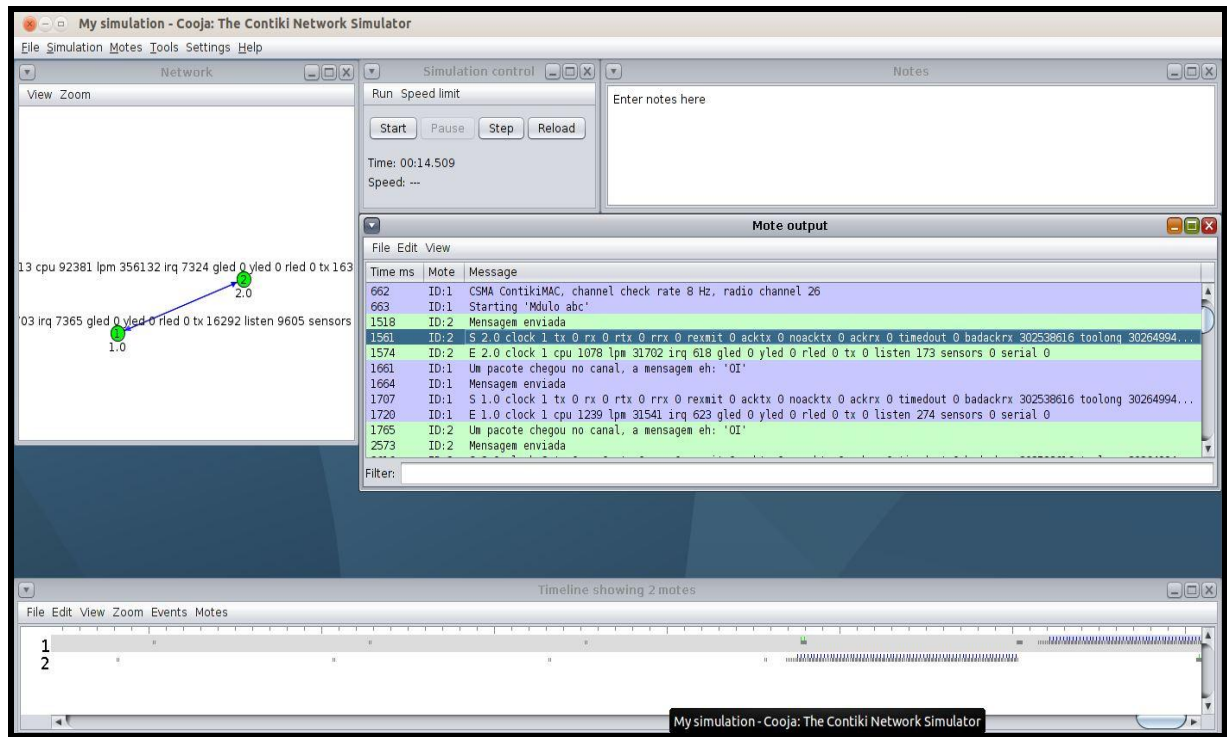 My simulation - Cooja: The Contiki Network Simulator
File Simulation Motes Tools Settings Help
Network
View Zoom
13 cpu 92381 lpm 356132 irq 7324 gled 0 yled 0 rled 0 tx 163
2
2.0
03 irq 7365 gled 0 yled 0 rled 0 tx 16292 listen 9605 sensors
1
1.0
Simulation control
Run Speed limit
Start Pause Step Reload
Time: 00:14.509
Speed: ---
Notes
Enter notes here
Mote output
File Edit View
Time ms Mote Message
662 ID:1 CSMA ContikiMAC, channel check rate 8 Hz, radio channel 26
663 ID:1 Starting 'Mdulo abc'
1518 ID:2 Mensagem enviada
1561 ID:2 S 2.0 clock 1 tx 0 rx 0 rtx 0 rrx 0 rexmit 0 acktx 0 noacktx 0 ackrx 0 timedout 0 badackrx 302538616 toolong 30264994...
1574 ID:2 E 2.0 clock 1 cpu 1078 lpm 31702 irq 618 gled 0 yled 0 rled 0 tx 0 listen 173 sensors 0 serial 0
1661 ID:1 Um pacote chegou no canal, a mensagem eh: 'OI'
1664 ID:1 Mensagem enviada
1707 ID:1 S 1.0 clock 1 tx 0 rx 0 rtx 0 rrx 0 rexmit 0 acktx 0 noacktx 0 ackrx 0 timedout 0 badackrx 302538616 toolong 30264994...
1720 ID:1 E 1.0 clock 1 cpu 1239 lpm 31541 irq 623 gled 0 yled 0 rled 0 tx 0 listen 274 sensors 0 serial 0
1765 ID:2 Um pacote chegou no canal, a mensagem eh: 'OI'
2573 ID:2 Mensagem enviada
Filter:
Timeline showing 2 motes
File Edit View Zoom Events Motes
1
2
My simulation - Cooja: The Contiki Network Simulator